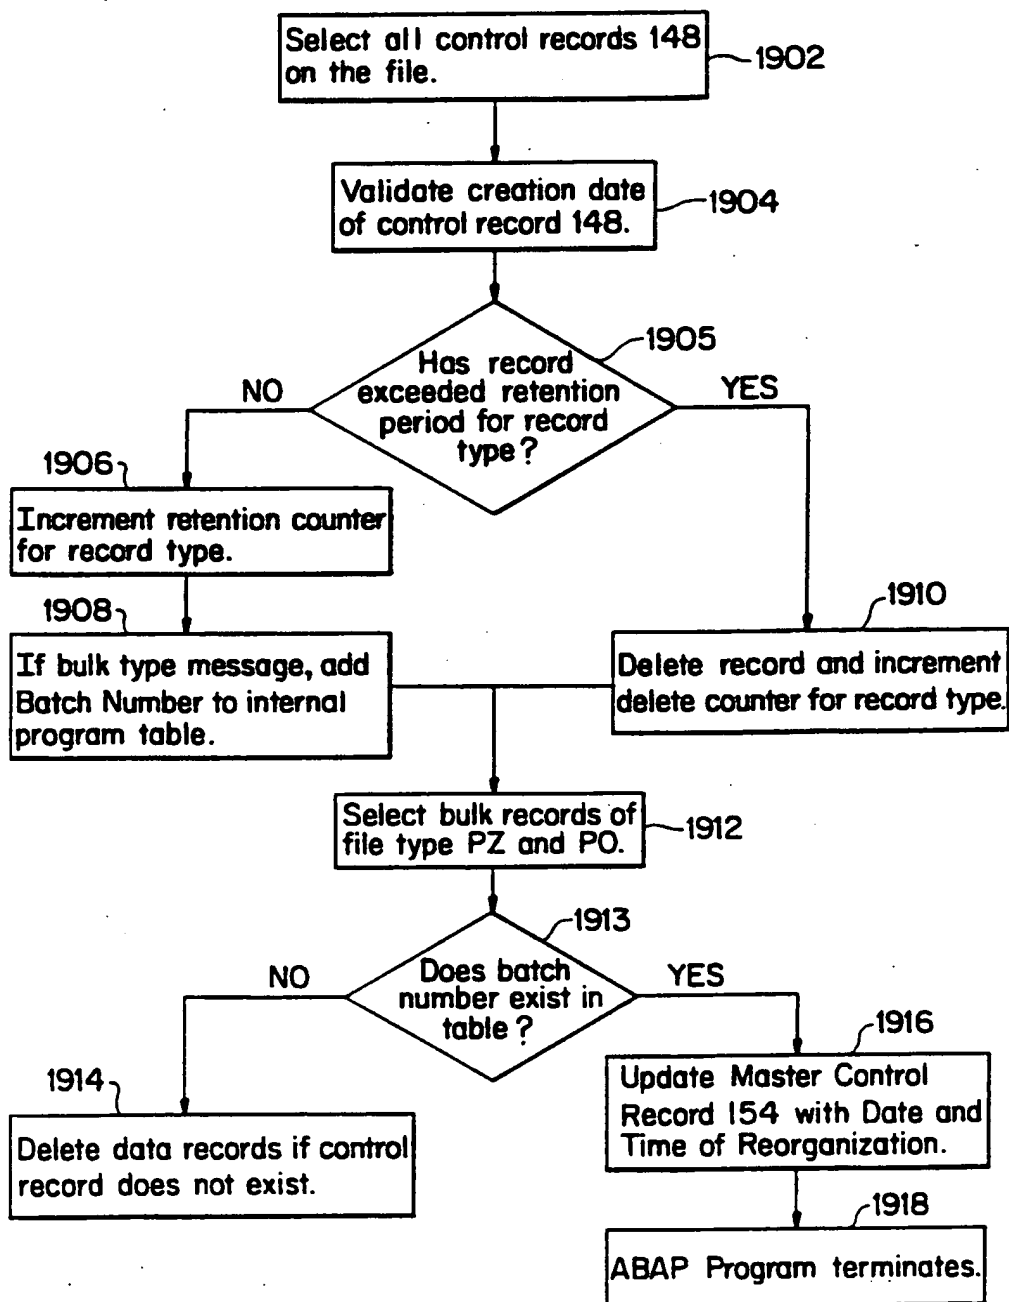 Select all control records 148
on the file.
1902
Validate creation date
of control record 148.
1904
1905
Has record
exceeded retention
period for record
type?
NO
YES
1906
Increment retention counter
for record type.
1908
If bulk type message, add
Batch Number to internal
program table.
1910
Delete record and increment
delete counter for record type.
Select bulk records of
file type PZ and PO.
1912
1913
Does batch
number exist in
table?
NO
YES
1914
Delete data records if control
record does not exist.
1916
Update Master Control
Record 154 with Date and
Time of Reorganization.
1918
ABAP Program terminates.